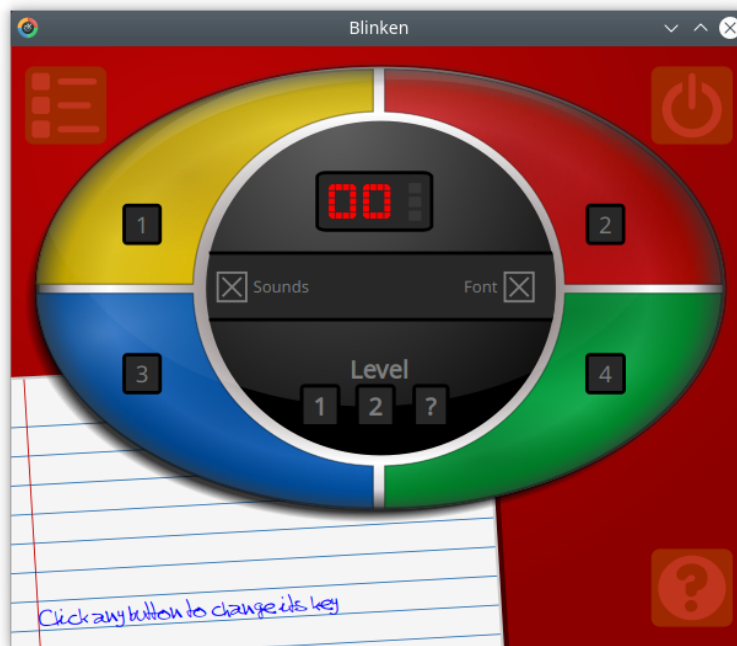 Blinken
00
1
2
Sounds
Font
3
4
Level
1 2 ?
?
Click any button to change its key